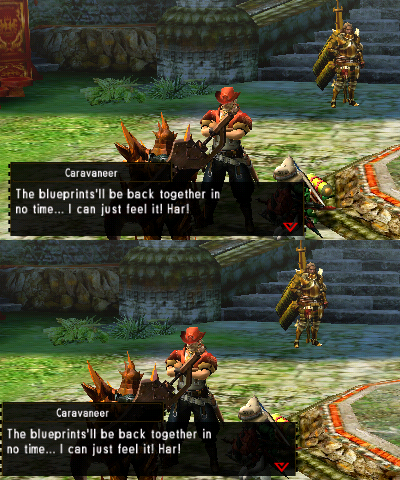 Caravaneer
The blueprints'll be back together in
no time... I can just feel it! Har!
Caravaneer
The blueprints'll be back together in
no time... I can just feel it! Har!